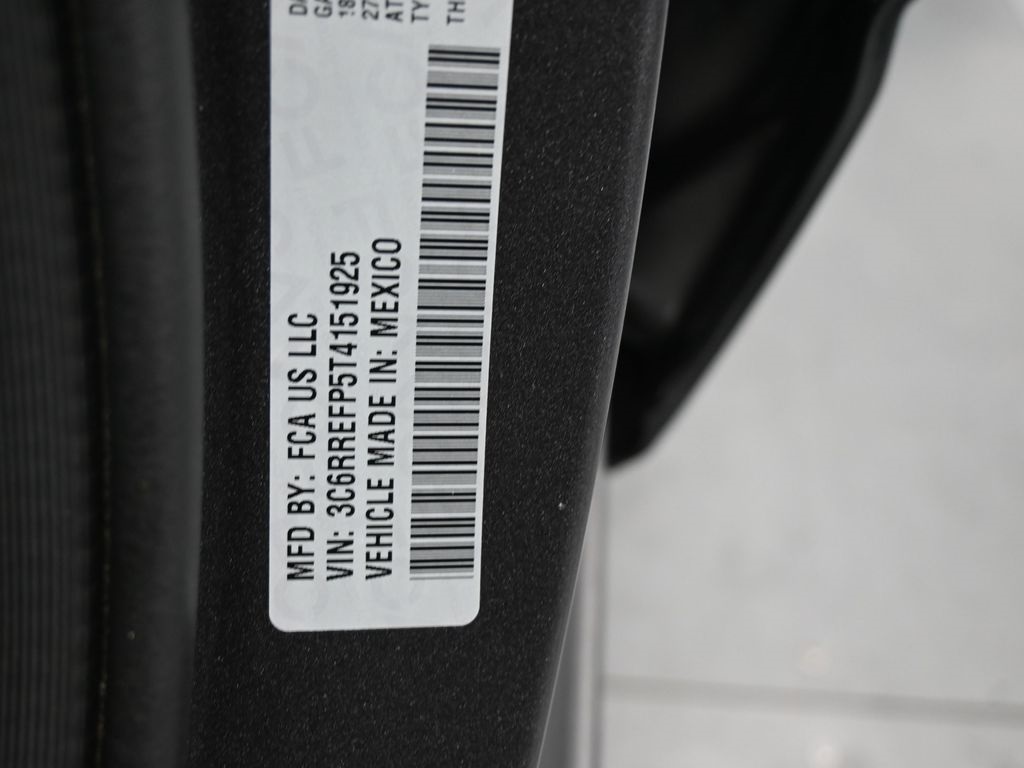 MFD BY: FCA US LLC
VIN: 3C6RREFP5T4151925
VEHICLE MADE IN: MEXICO